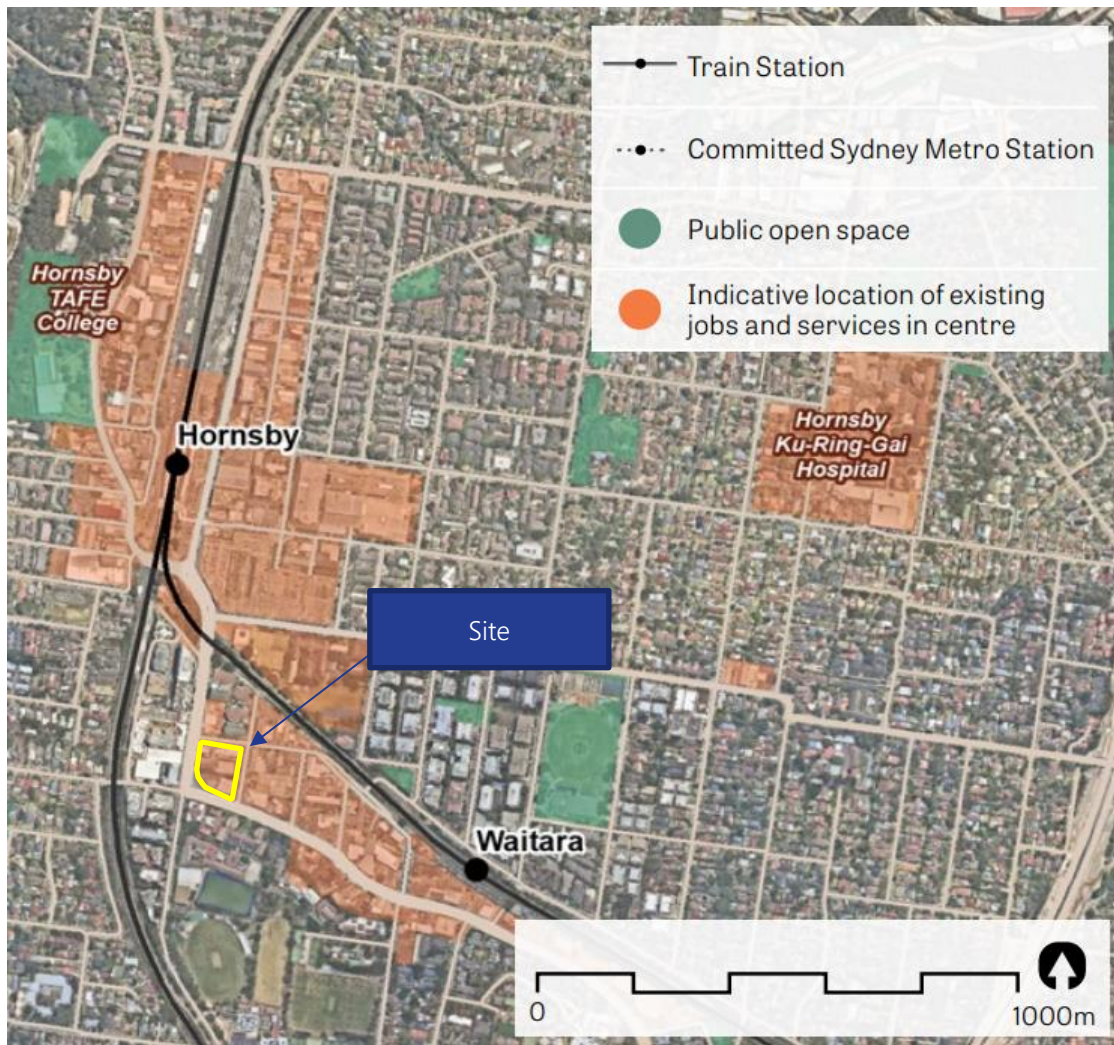 Train Station
Committed Sydney Metro Station
Public open space
Indicative location of existing
jobs and services in centre
Hornsby
TAFE
College
Hornsby
Hornsby
Ku-Ring-Gai
Hospital
Site
Waitara
0
1000m